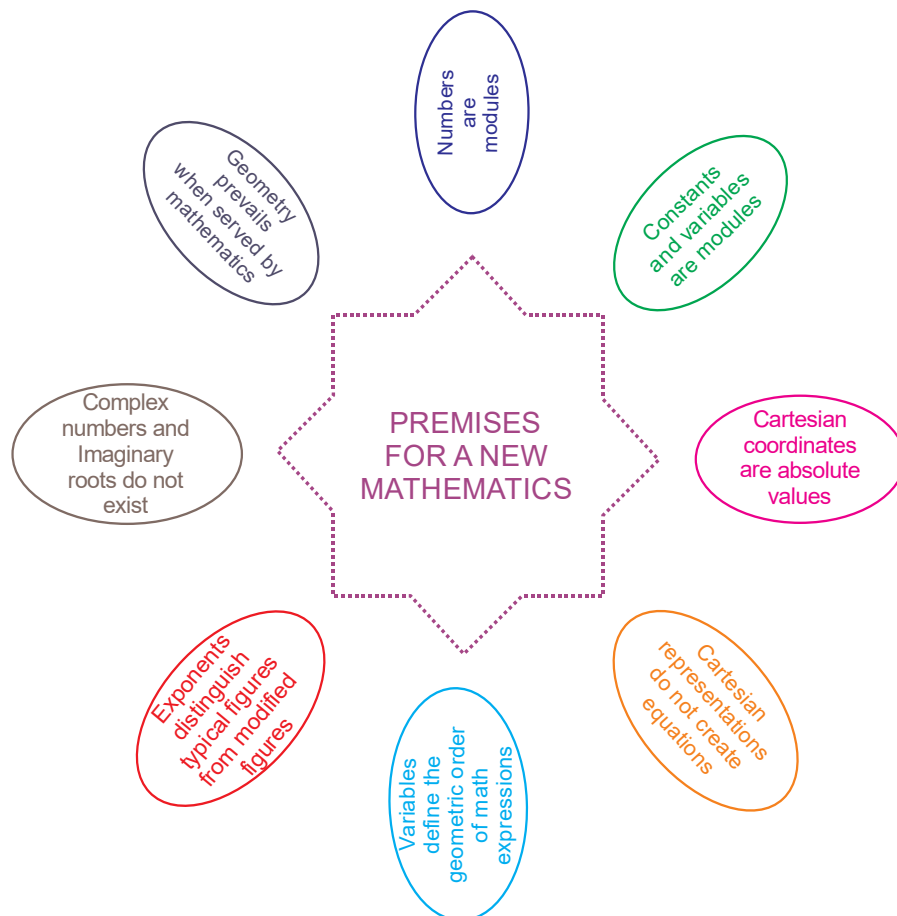 PREMISES
FOR A NEW
MATHEMATICS
Numbers
are
modules
Constants
and variables
are modules
Cartesian
coordinates
are absolute
values
Cartesian
representations
do not create
equations
Variables
define the
geometric order
of math
expressions
Exponents
distinguish
typical figures
from modified
figures
Complex
numbers and
Imaginary
roots do not
exist
Geometry
prevails
when served by
mathematics